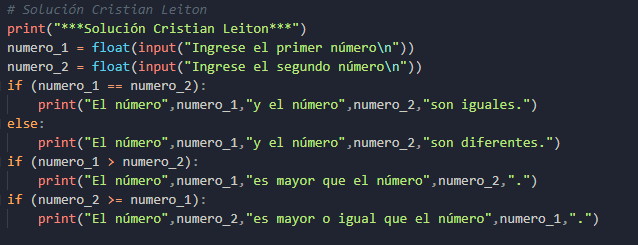 # Solución Cristian Leiton
print("***Solución Cristian Leiton***")
numero_1 = float(input("Ingrese el primer número\n"))
numero_2 = float(input("Ingrese el segundo número\n"))
if (numero_1 == numero_2):
    print("El número",numero_1,"y el número",numero_2,"son iguales.")
else:
    print("El número",numero_1,"y el número",numero_2,"son diferentes.")
if (numero_1 > numero_2):
    print("El número",numero_1,"es mayor que el número",numero_2,".")
if (numero_2 >= numero_1):
    print("El número",numero_2,"es mayor o igual que el número",numero_1,".")